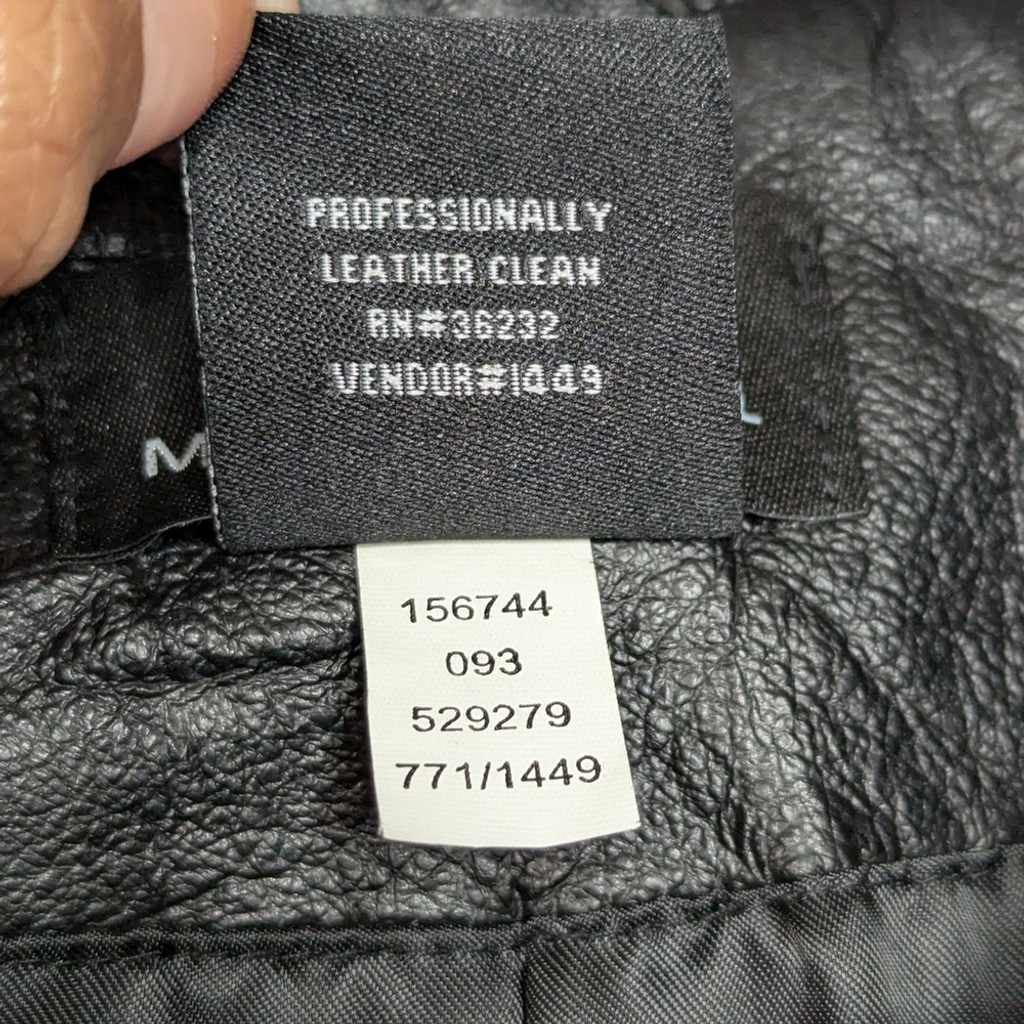 PROFESSIONALLY
LEATHER CLEAN
RN#36232
VENDOR#1449
M
L
156744
093
529279
771/1449